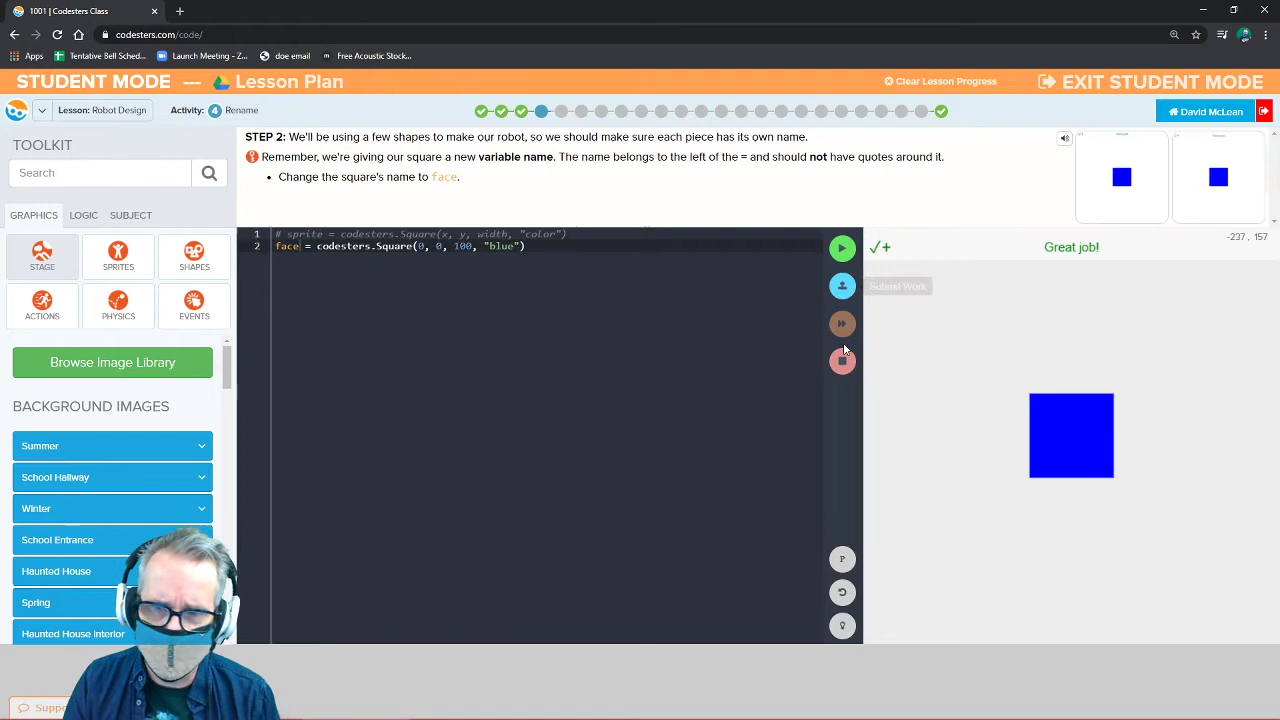 1001 | Codesters Class
codesters.com/code/
Apps
Tentative Bell Sched...
Launch Meeting - Z...
doe email
Free Acoustic Stock...
STUDENT MODE --- Lesson Plan
Clear Lesson Progress
EXIT STUDENT MODE
Lesson: Robot Design
Activity: 4 Rename
David McLean
TOOLKIT
Search
GRAPHICS
LOGIC
SUBJECT
STAGE
SPRITES
SHAPES
ACTIONS
PHYSICS
EVENTS
Browse Image Library
BACKGROUND IMAGES
Summer
School Hallway
Winter
School Entrance
Haunted House
Spring
Haunted House Interior
Suppo
STEP 2: We'll be using a few shapes to make our robot, so we should make sure each piece has its own name.
Remember, we're giving our square a new variable name. The name belongs to the left of the = and should not have quotes around it.
• Change the square's name to face.
1 # sprite = codesters.Square(x, y, width, "color")
2 face = codesters.Square(0, 0, 100, "blue")
Submit Work
P
Great job!
-237, 157